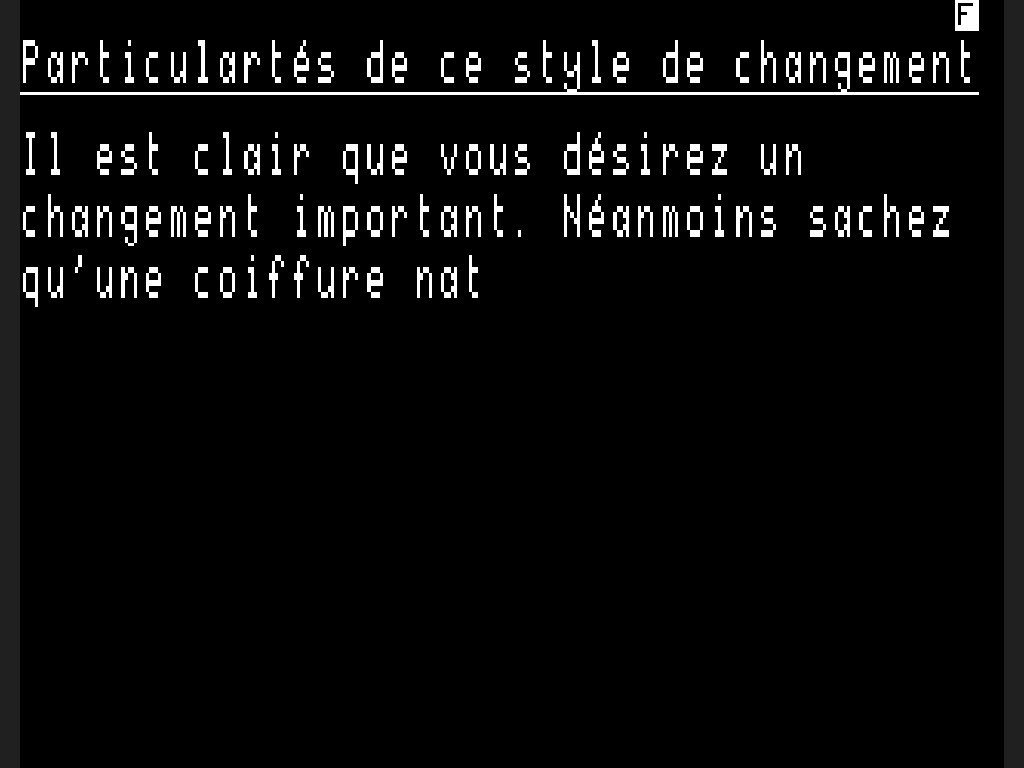 F
Particulartés de ce style de changement
Il est clair que vous désirez un
changement important. Néanmoins sachez
qu'une coiffure nat